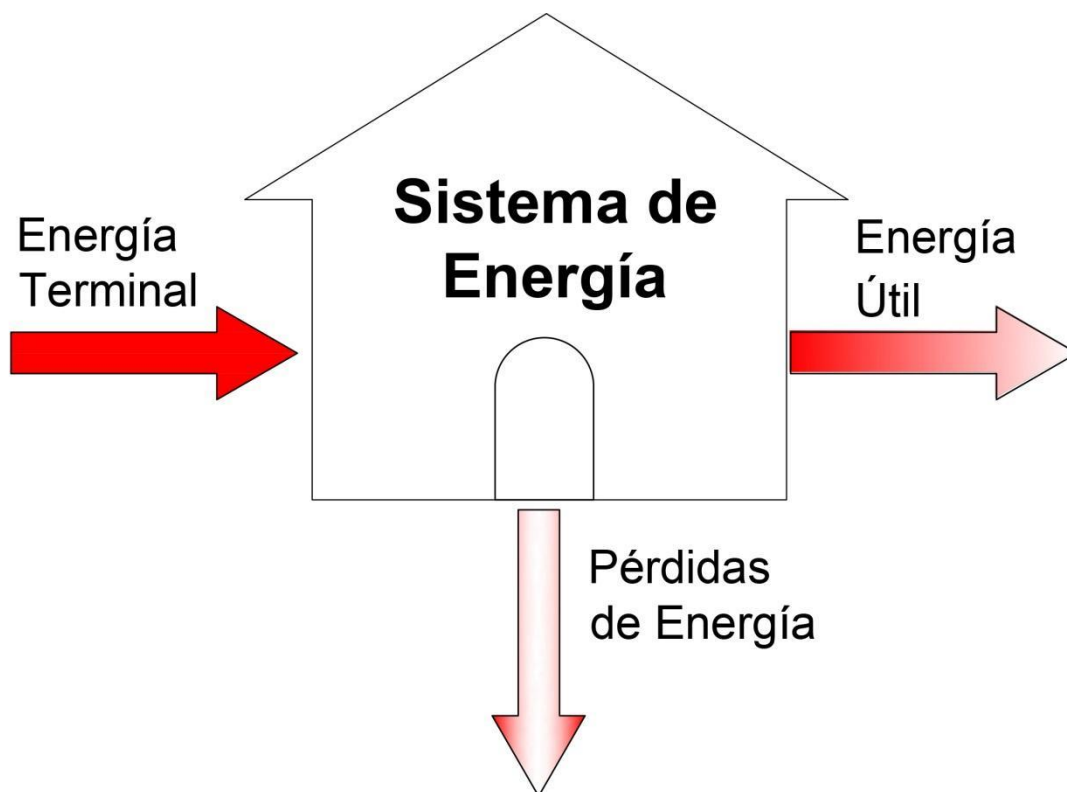 Sistema de
Energía
Energía
Terminal
Energía
Útil
Pérdidas
de Energía